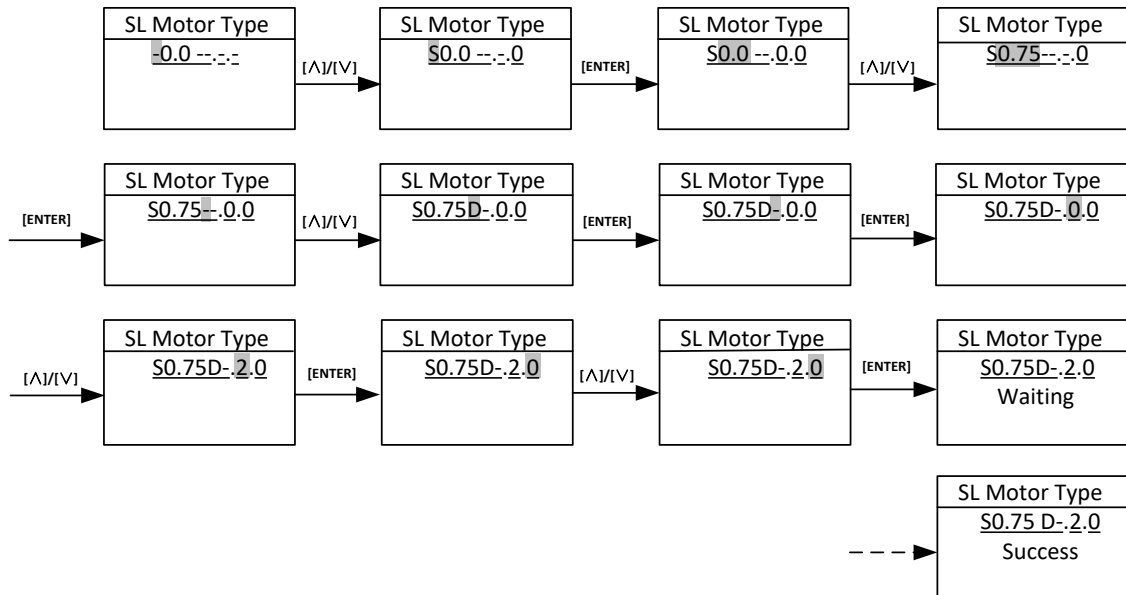 SL Motor Type
-0.0 --.-.-
[∧]/[∨]
SL Motor Type
S0.0 --.-.0
[ENTER]
SL Motor Type
S0.0 --.0.0
[∧]/[∨]
SL Motor Type
S0.75--.-.0
[ENTER]
SL Motor Type
S0.75--.0.0
[∧]/[∨]
SL Motor Type
S0.75D-.0.0
[ENTER]
SL Motor Type
S0.75D-.0.0
[ENTER]
SL Motor Type
S0.75D-.0.0
[∧]/[∨]
SL Motor Type
S0.75D-.2.0
[ENTER]
SL Motor Type
S0.75D-.2.0
[∧]/[∨]
SL Motor Type
S0.75D-.2.0
[ENTER]
SL Motor Type
S0.75D-.2.0
Waiting
SL Motor Type
S0.75 D-.2.0
Success